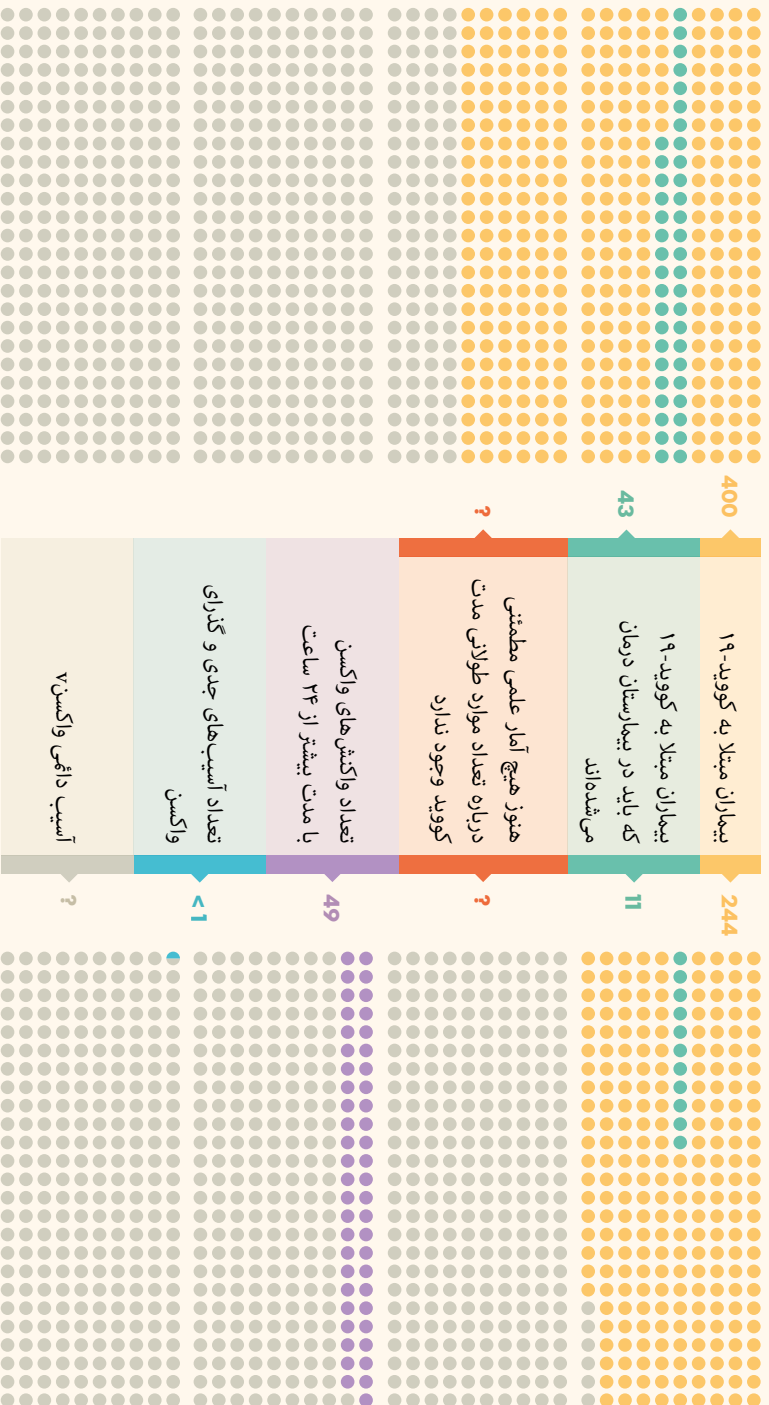 400
بیماران مبتلا به کووید-۱۹
244
43
بیماران مبتلا به کووید-۱۹
که باید در بیمارستان درمان
می‌شده‌اند
11
?
هنوز هیچ آمار علمی مطمئنی
درباره تعداد موارد طولانی مدت
کووید وجود ندارد
?
تعداد واکنش‌های واکسن
با مدت بیشتر از ۲۴ ساعت
49
تعداد آسیب‌های جدی و گذرای
واکسن
<1
آسیب دائمی واکسن۷
?